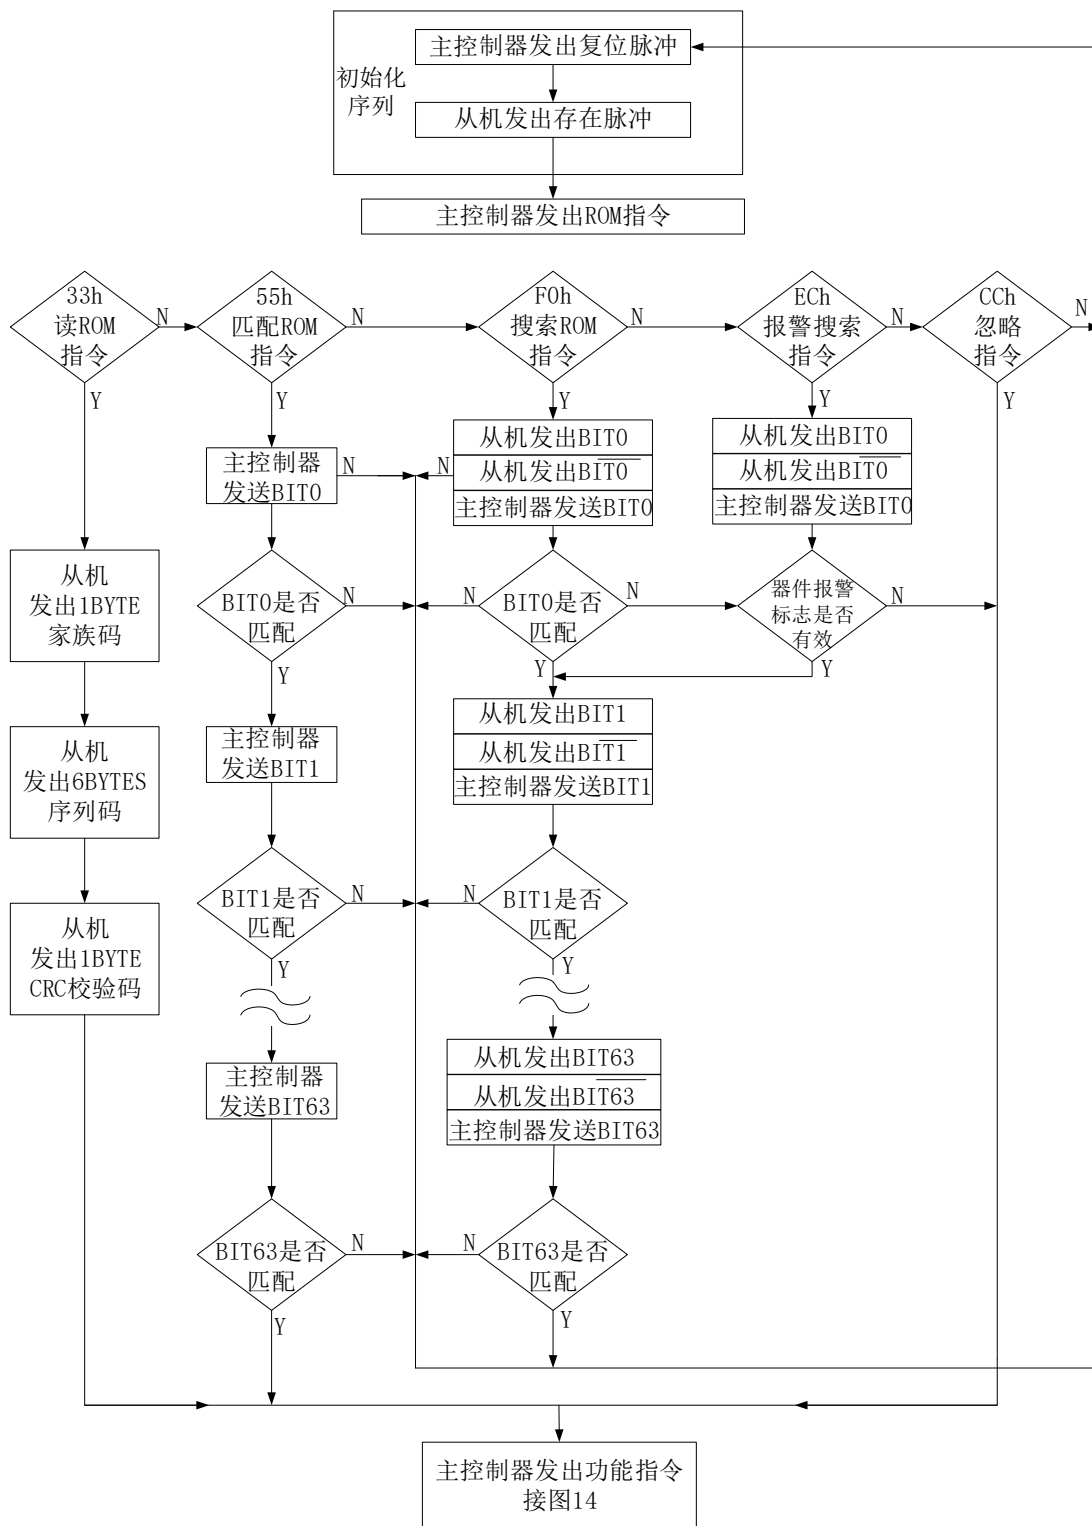 主控制器发出复位脉冲
初始化
序列
从机发出存在脉冲
主控制器发出ROM指令
33h
读ROM
指令
N
Y
55h
匹配ROM
指令
N
Y
F0h
搜索ROM
指令
N
Y
ECh
报警搜索
指令
N
Y
CCh
忽略
指令
N
Y
从机
发出1BYTE
家族码
从机
发出6BYTES
序列码
从机
发出1BYTE
CRC校验码
主控制器
发送BIT0
N
BIT0是否
匹配
N
Y
主控制器
发送BIT1
BIT1是否
匹配
N
Y
主控制器
发送BIT63
BIT63是否
匹配
N
Y
从机发出BIT0
N
从机发出BI̅T̅0̅
主控制器发送BIT0
N
BIT0是否
匹配
N
Y
从机发出BIT1
从机发出BI̅T̅1̅
主控制器发送BIT1
N
BIT1是否
匹配
Y
从机发出BIT63
从机发出BI̅T̅6̅3̅
主控制器发送BIT63
N
BIT63是否
匹配
Y
从机发出BIT0
从机发出BI̅T̅0̅
主控制器发送BIT0
器件报警
标志是否
有效
N
Y
主控制器发出功能指令
接图14